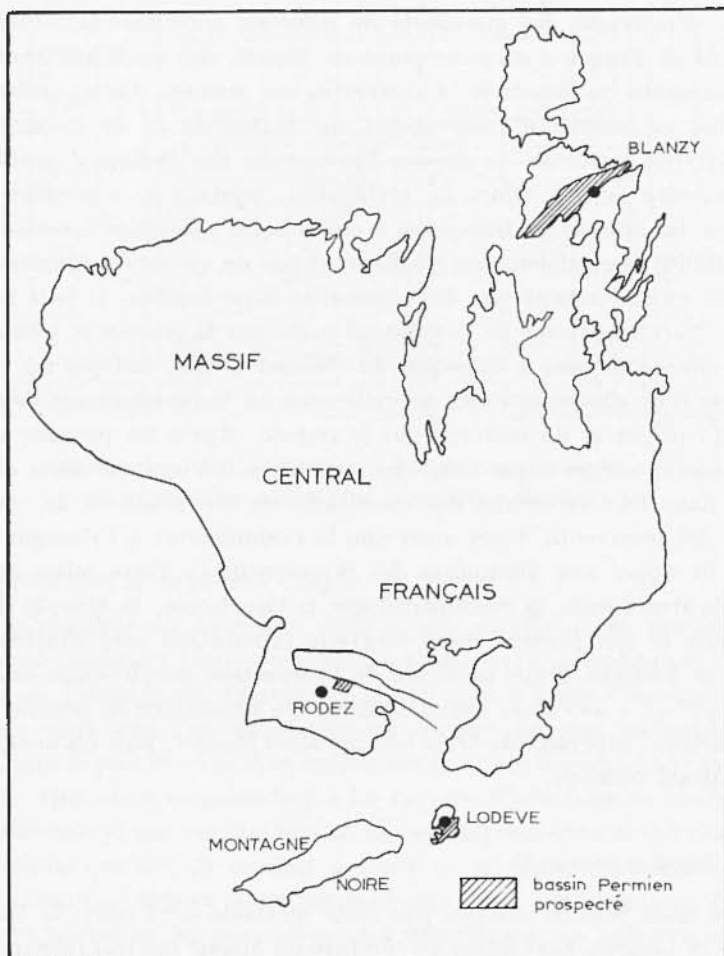 BLANZY
MASSIF
CENTRAL
FRANÇAIS
RODEZ
LODEVE
MONTAGNE
NOIRE
bassin Permien
prospecté